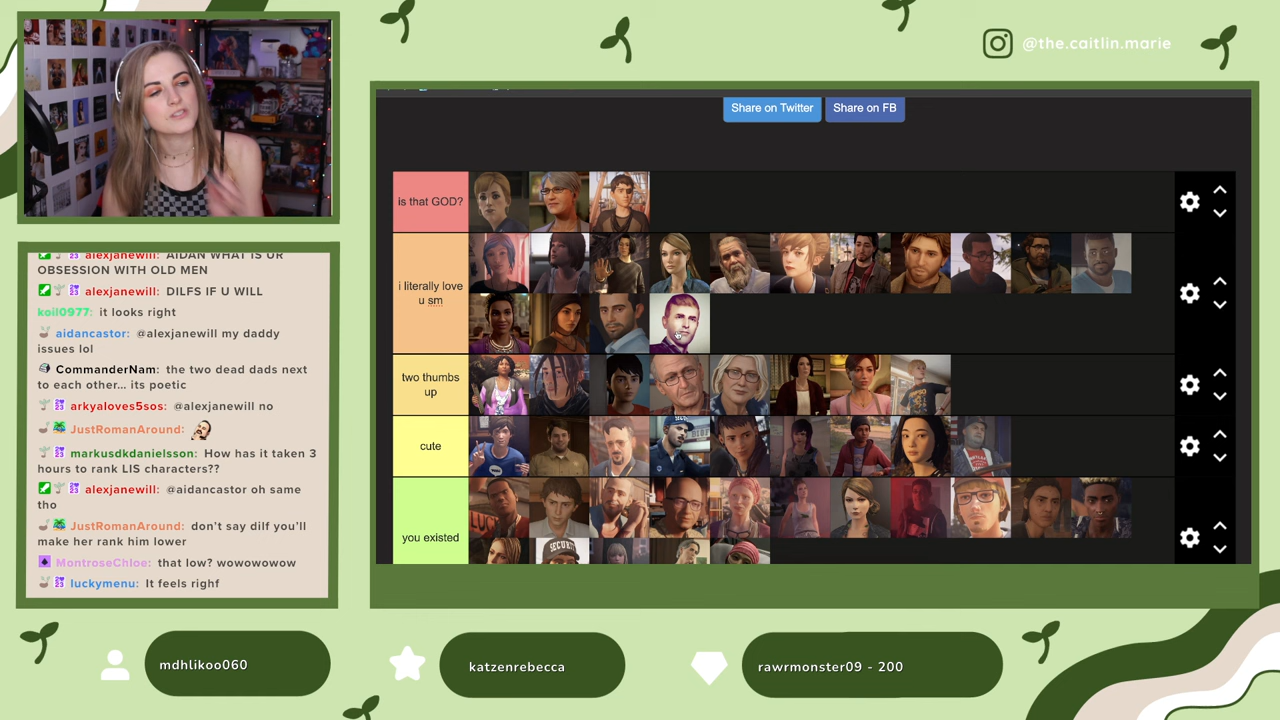 @the.caitlin.marie
Share on Twitter Share on FB
is that GOD?
i literally love
u sm
two thumbs
up
cute
you existed
SECURITY
alexjanewill: AIDAN WHAT IS UR
OBSESSION WITH OLD MEN
alexjanewill: DILFS IF U WILL
koil0977: it looks right
aidancastor: @alexjanewill my daddy
issues lol
CommanderNam: the two dead dads next
to each other... its poetic
arkyaloves5sos: @alexjanewill no
JustRomanAround:
markusdkdanielsson: How has it taken 3
hours to rank LIS characters??
alexjanewill: @aidancastor oh same
tho
JustRomanAround: don't say dilf you'll
make her rank him lower
MontroseChloe: that low? wowowowow
luckymenu: It feels righf
mdhlikoo060
katzenrebecca
rawrmonster09 - 200